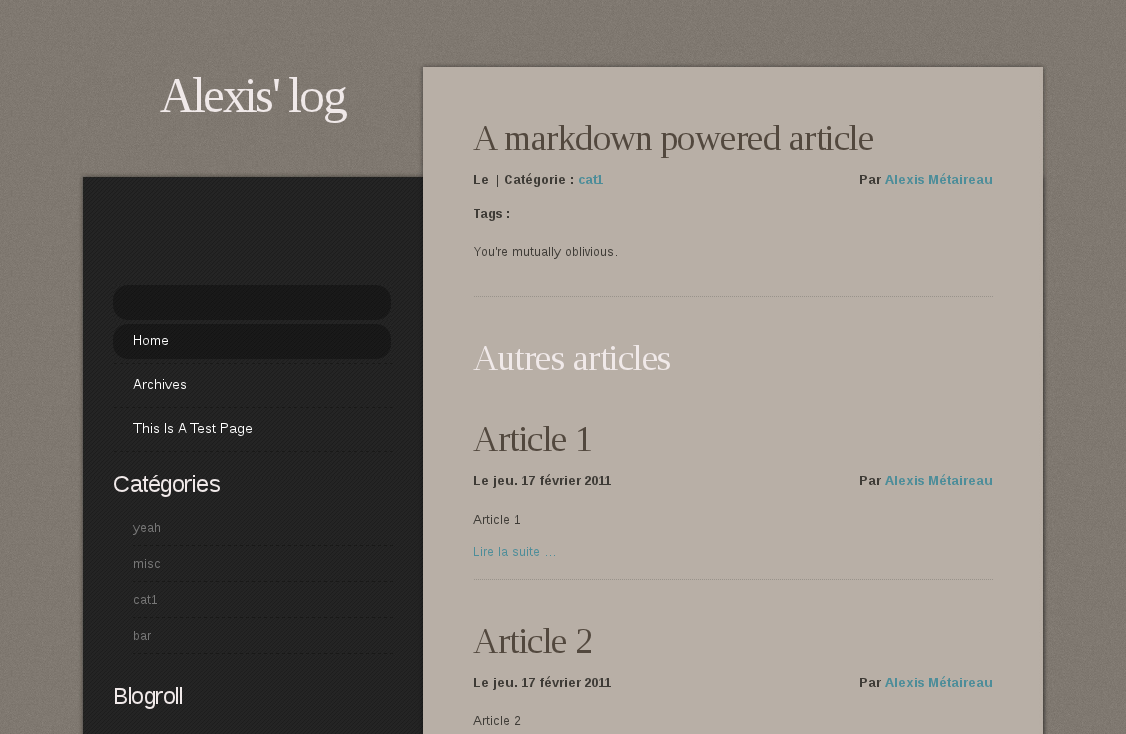 Alexis' log
Home
Archives
This Is A Test Page
Catégories
yeah
misc
cat1
bar
Blogroll
A markdown powered article
Le | Catégorie : cat1
Par Alexis Métaireau
Tags :
You're mutually oblivious.
Autres articles
Article 1
Le jeu. 17 février 2011
Par Alexis Métaireau
Article 1
Lire la suite ...
Article 2
Le jeu. 17 février 2011
Par Alexis Métaireau
Article 2